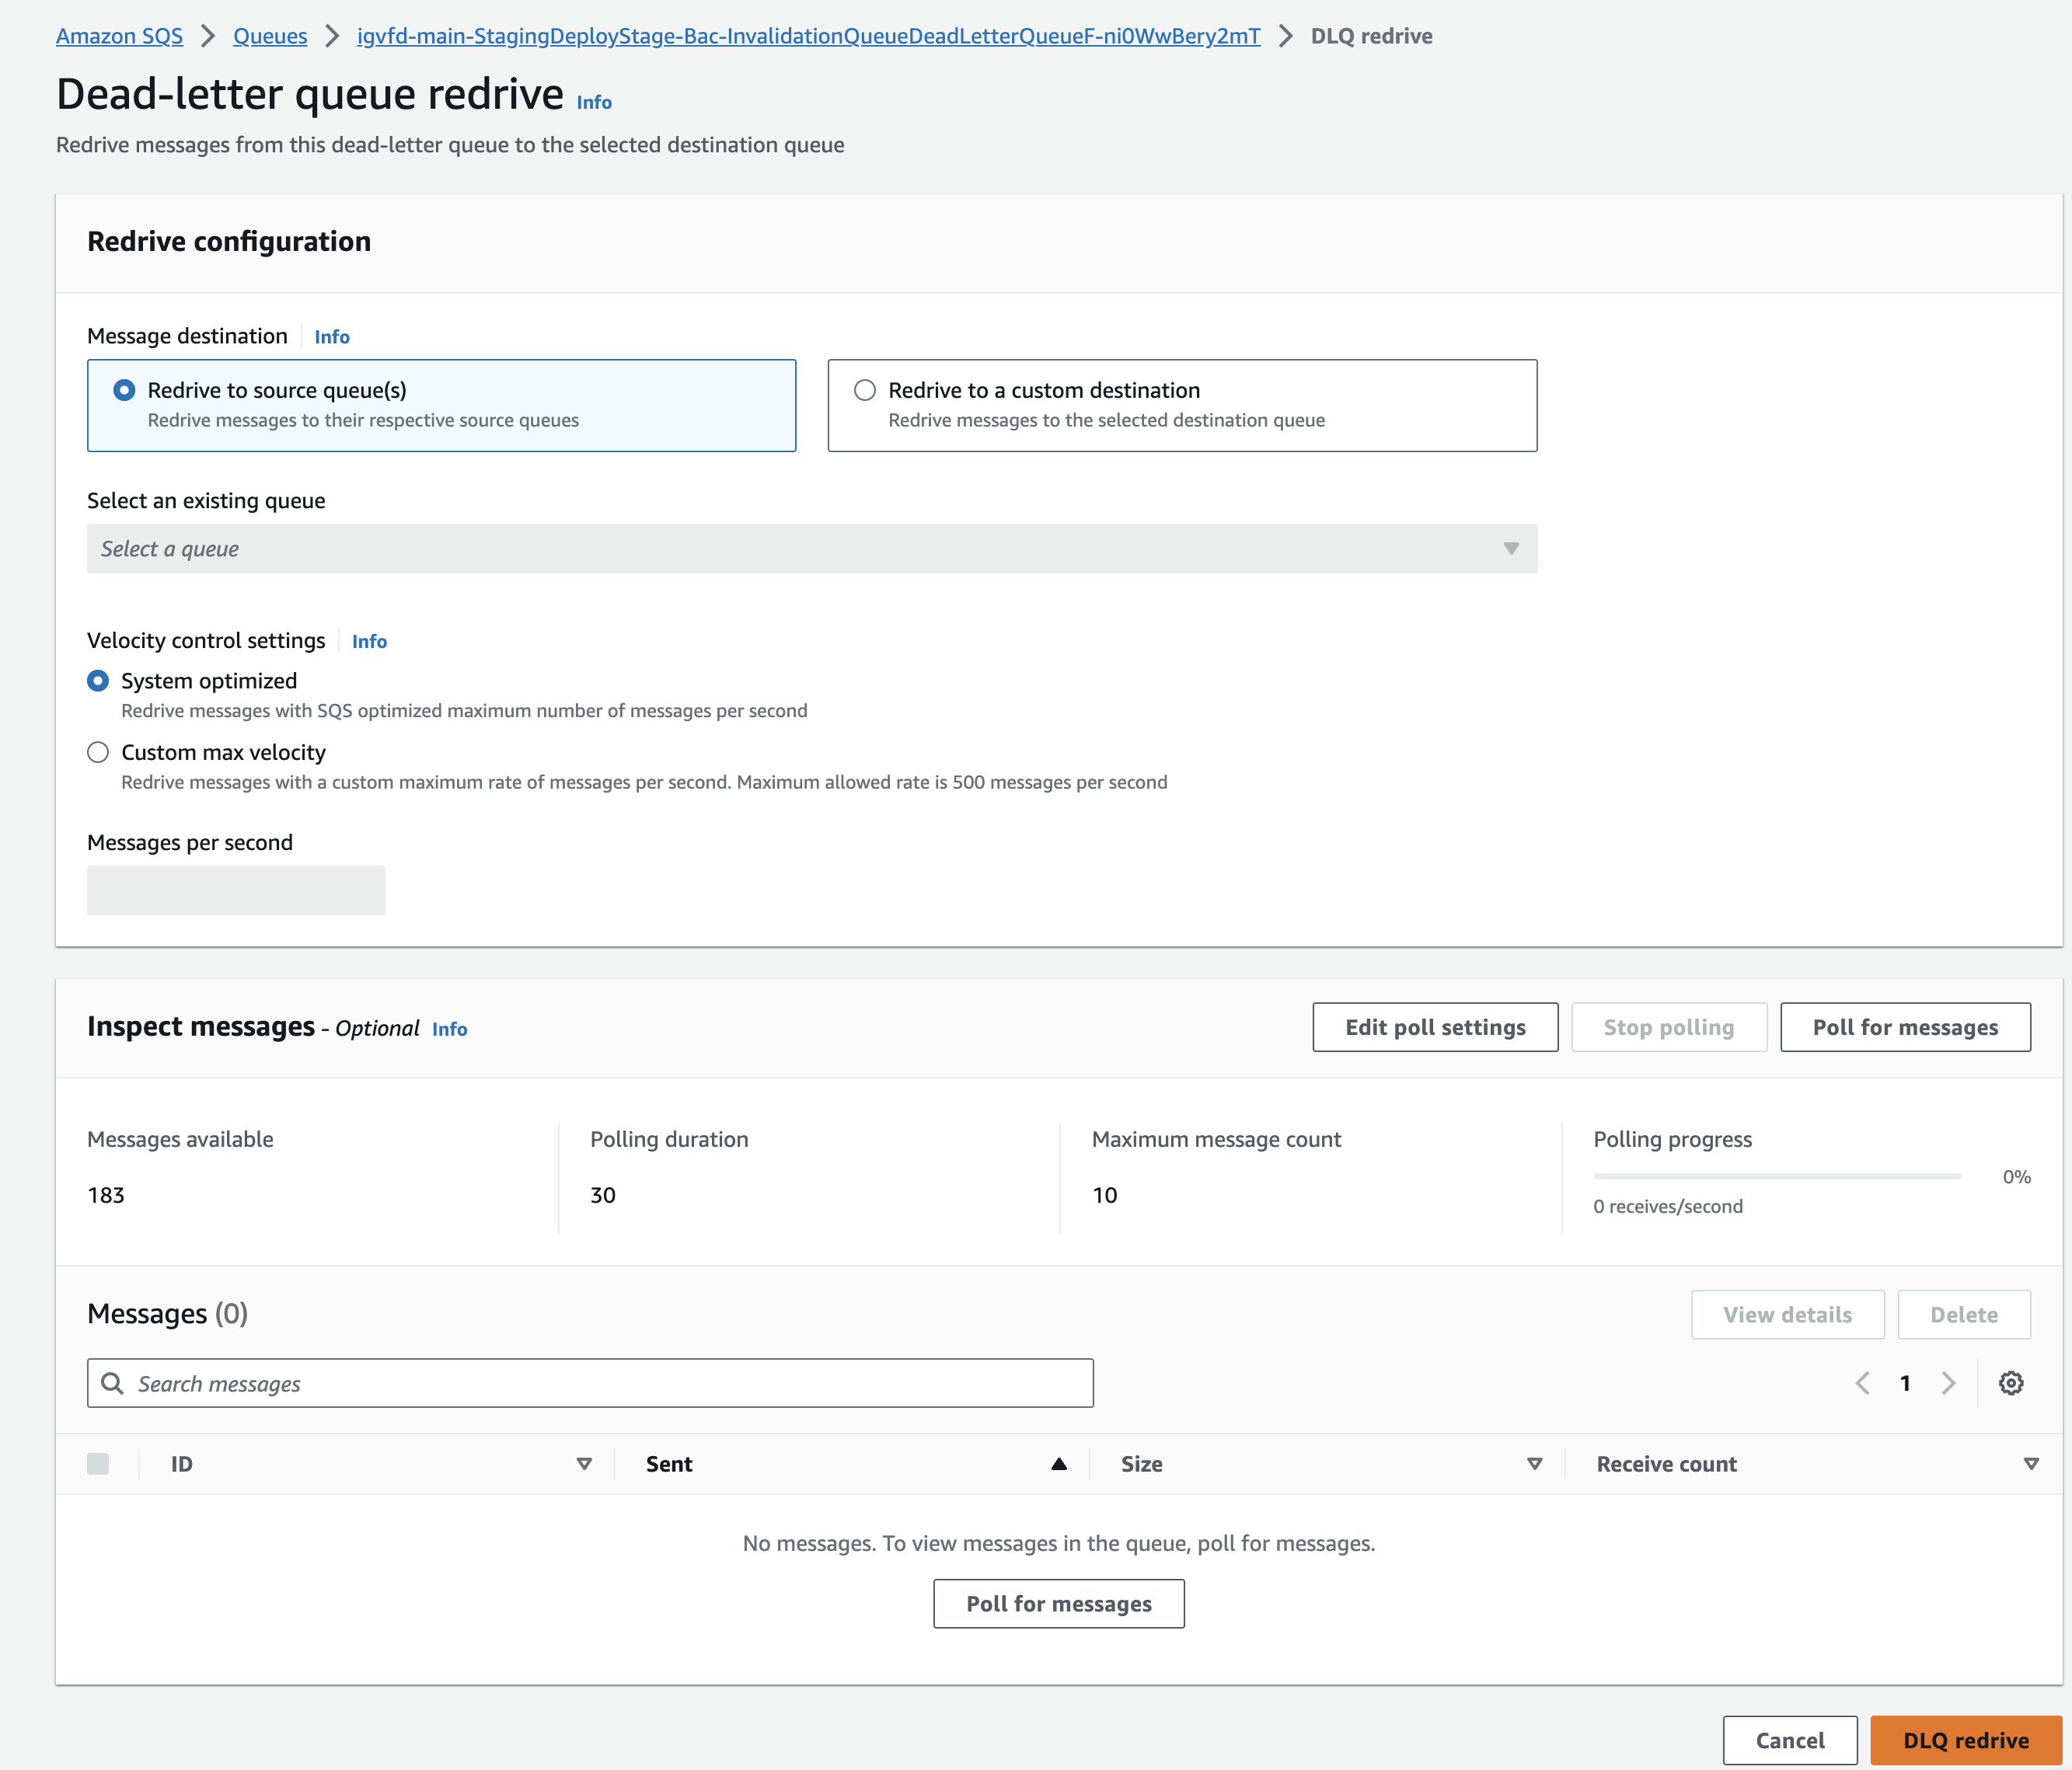 Amazon SQS > Queues > igvfd-main-StagingDeployStage-Bac-InvalidationQueueDeadLetterQueueF-ni0WwBery2mT > DLQ redrive
Dead-letter queue redrive Info
Redrive messages from this dead-letter queue to the selected destination queue
Redrive configuration
Message destination Info
Redrive to source queue(s)
Redrive messages to their respective source queues
Redrive to a custom destination
Redrive messages to the selected destination queue
Select an existing queue
Select a queue
Velocity control settings Info
System optimized
Redrive messages with SQS optimized maximum number of messages per second
Custom max velocity
Redrive messages with a custom maximum rate of messages per second. Maximum allowed rate is 500 messages per second
Messages per second
Inspect messages - Optional Info
Edit poll settings
Stop polling
Poll for messages
Messages available
183
Polling duration
30
Maximum message count
10
Polling progress
0%
0 receives/second
Messages (0)
View details
Delete
Search messages
1
ID
Sent
Size
Receive count
No messages. To view messages in the queue, poll for messages.
Poll for messages
Cancel
DLQ redrive